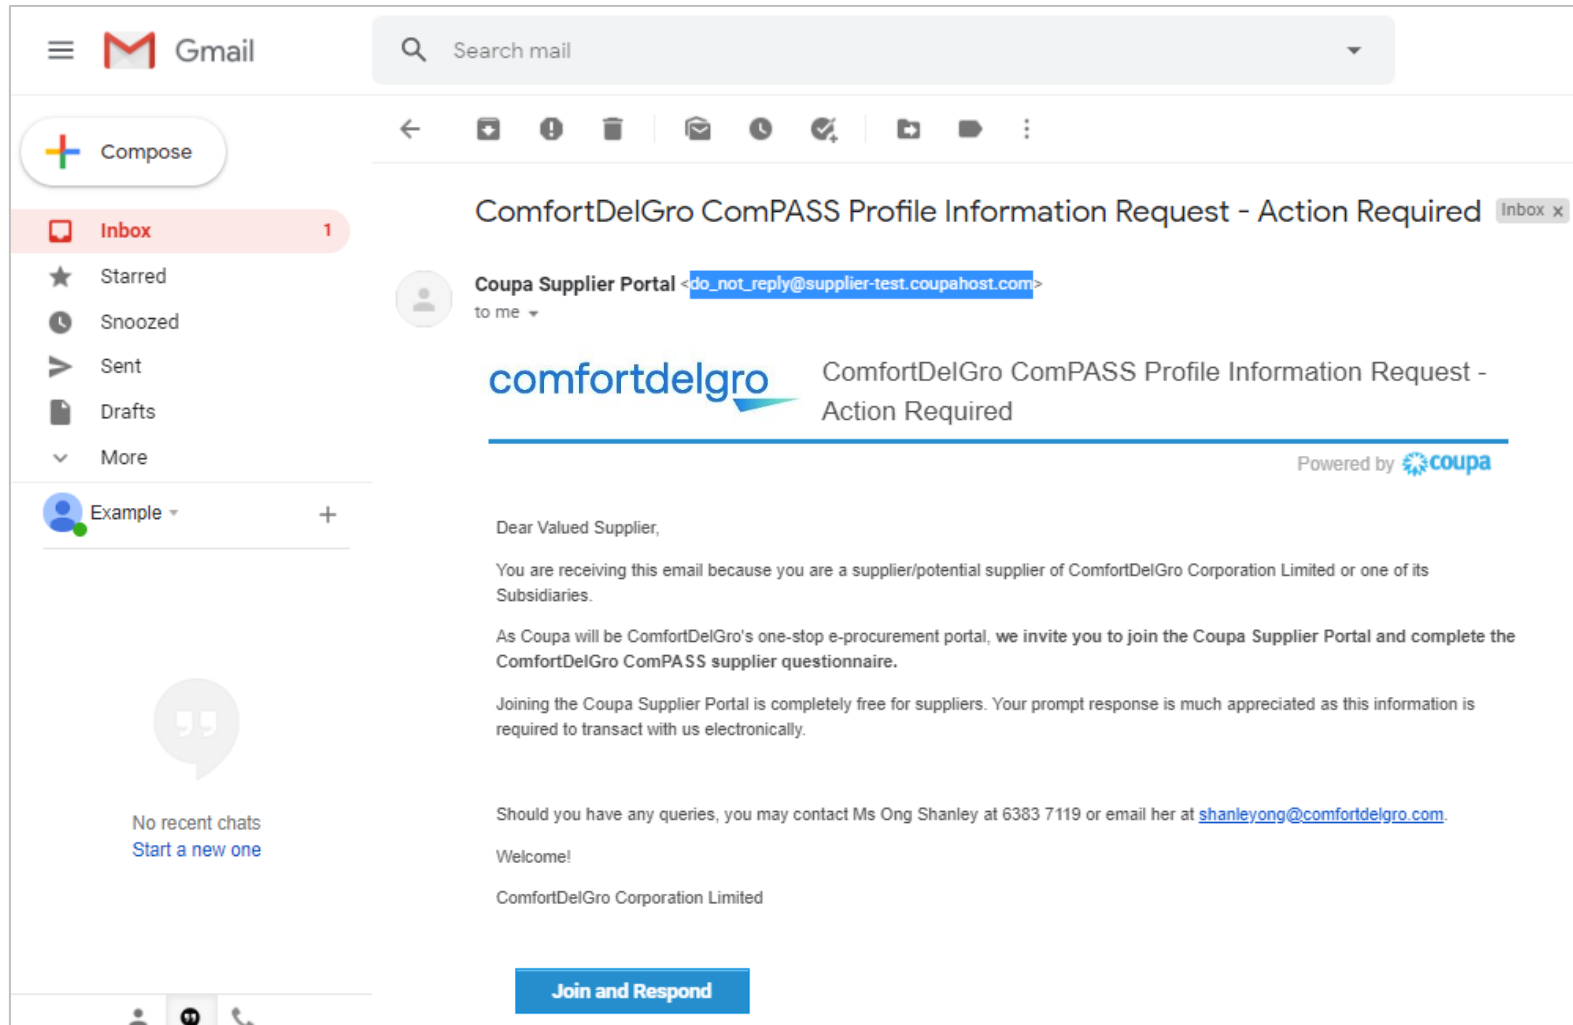 Gmail
Search mail
Compose
Inbox 1
Starred
Snoozed
Sent
Drafts
More
Example
No recent chats
Start a new one
ComfortDelGro ComPASS Profile Information Request - Action Required Inbox x
Coupa Supplier Portal <do_not_reply@supplier-test.coupahost.com>
to me
comfortdelgro
ComfortDelGro ComPASS Profile Information Request -
Action Required
Powered by coupa
Dear Valued Supplier,
You are receiving this email because you are a supplier/potential supplier of ComfortDelGro Corporation Limited or one of its
Subsidiaries.
As Coupa will be ComfortDelGro's one-stop e-procurement portal, we invite you to join the Coupa Supplier Portal and complete the
ComfortDelGro ComPASS supplier questionnaire.
Joining the Coupa Supplier Portal is completely free for suppliers. Your prompt response is much appreciated as this information is
required to transact with us electronically.
Should you have any queries, you may contact Ms Ong Shanley at 6383 7119 or email her at shanleyong@comfortdelgro.com.
Welcome!
ComfortDelGro Corporation Limited
Join and Respond